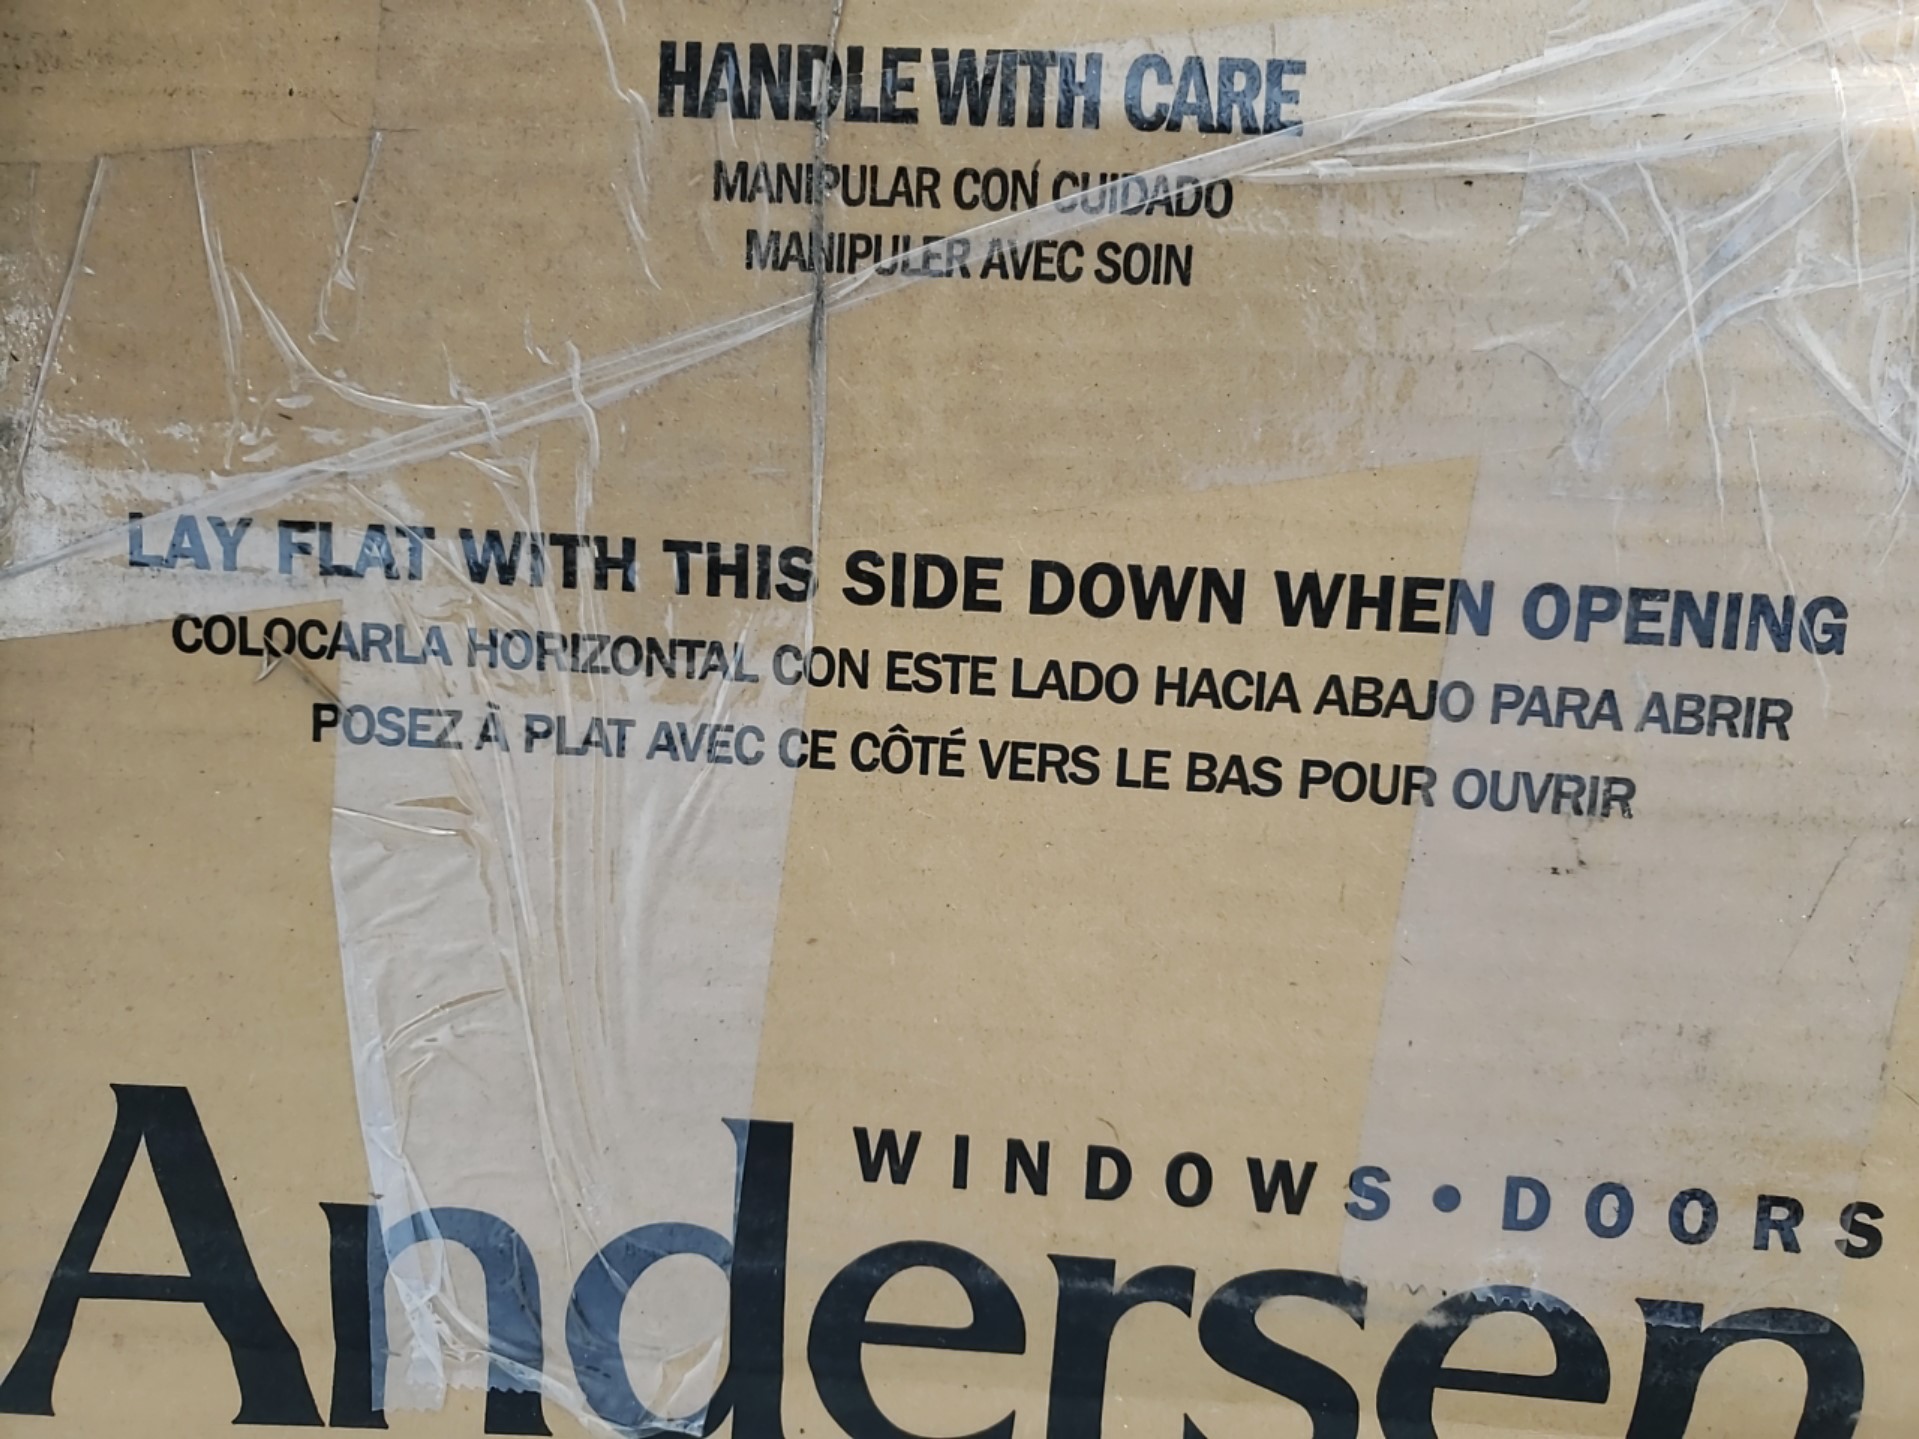 HANDLE WITH CARE
MANIPULAR CON CUIDADO
MANIPULER AVEC SOIN
LAY FLAT WITH THIS SIDE DOWN WHEN OPENING
COLOCARLA HORIZONTAL CON ESTE LADO HACIA ABAJO PARA ABRIR
POSEZ À PLAT AVEC CE CÔTÉ VERS LE BAS POUR OUVRIR
WINDOWS • DOORS
Andersen